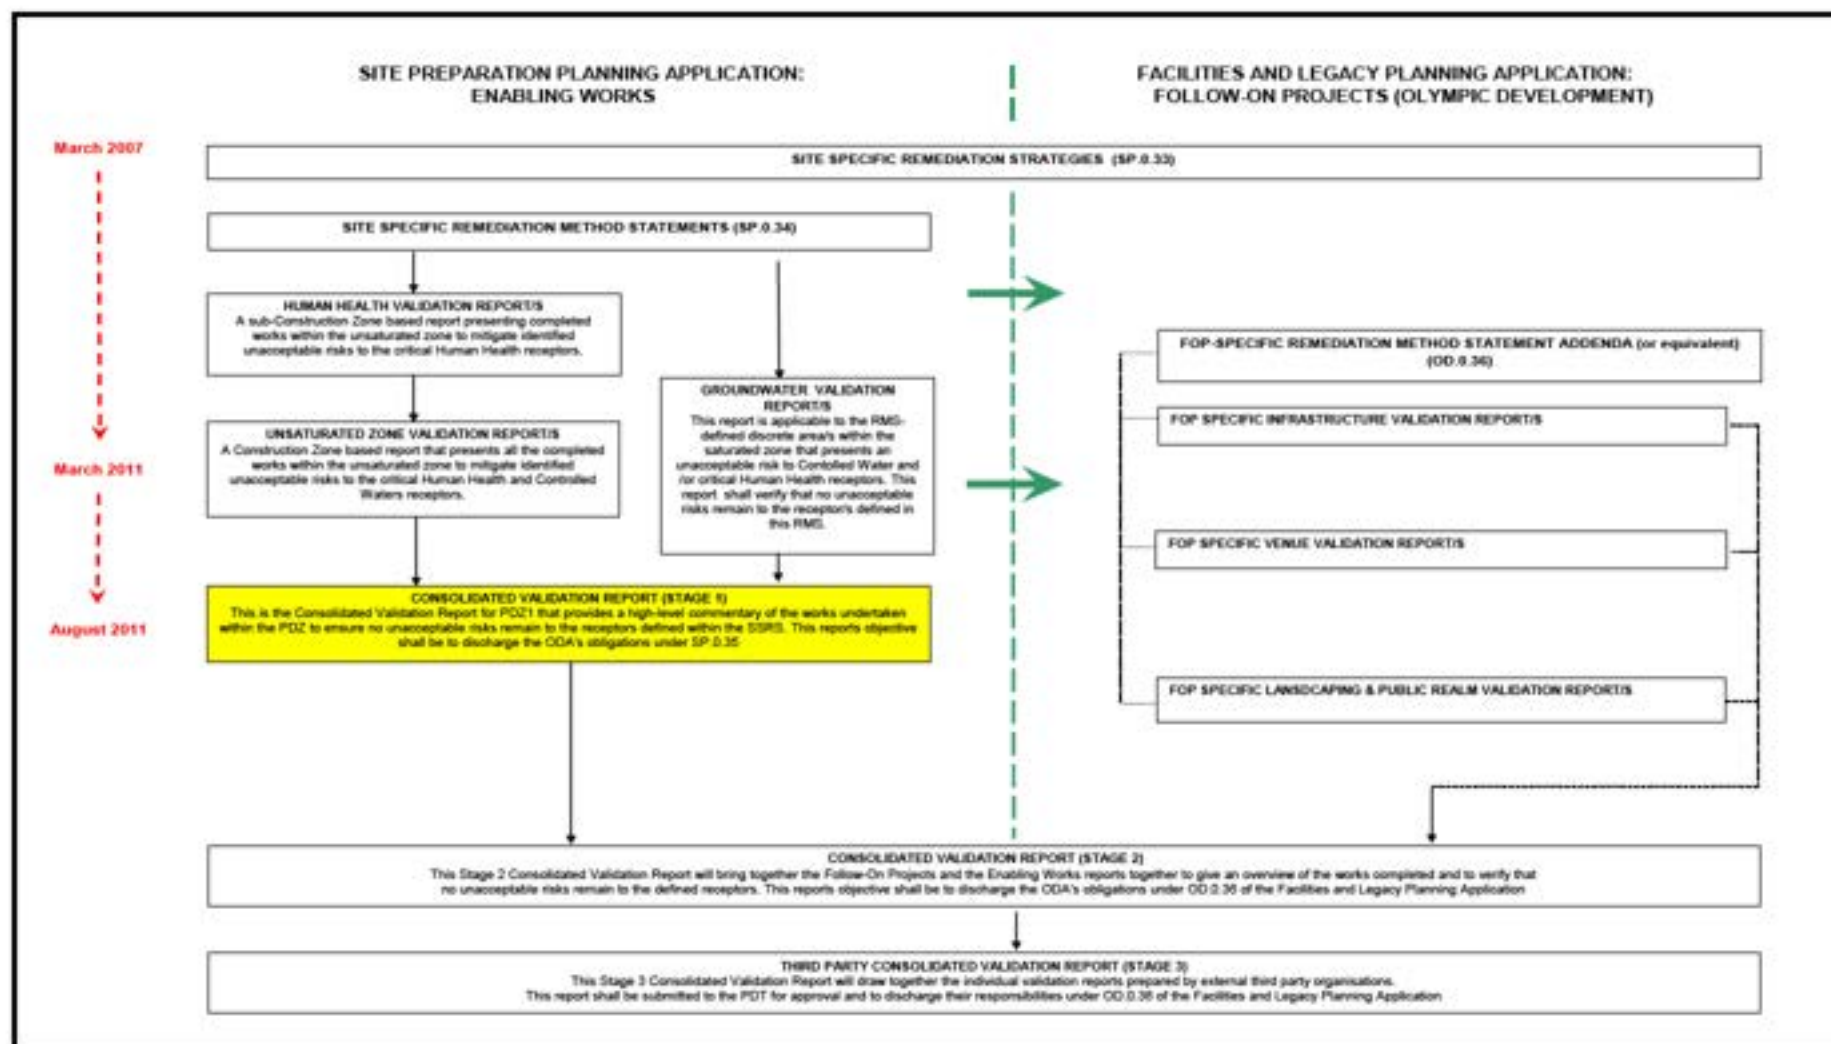 SITE PREPARATION PLANNING APPLICATION:
ENABLING WORKS
FACILITIES AND LEGACY PLANNING APPLICATION:
FOLLOW-ON PROJECTS (OLYMPIC DEVELOPMENT)
March 2007
SITE SPECIFIC REMEDIATION STRATEGIES (SP.0.33)
SITE SPECIFIC REMEDIATION METHOD STATEMENTS (SP.0.34)
HUMAN HEALTH VALIDATION REPORT/S
A sub-Construction Zone based report presenting completed
works within the unsaturated zone to mitigate identified
unacceptable risks to the critical Human Health receptors.
GROUNDWATER VALIDATION
REPORT/S
This report is applicable to the RMS-
defined discrete area/s within the
saturated zone that presents an
unacceptable risk to Contolled Water and
/or critical Human Health receptors. This
report shall verify that no unacceptable
risks remain to the receptor/s defined in
this RMS.
UNSATURATED ZONE VALIDATION REPORT/S
A Construction Zone based report that presents all the completed
works within the unsaturated zone to mitigate identified
unacceptable risks to the critical Human Health and Controlled
Waters receptors.
March 2011
CONSOLIDATED VALIDATION REPORT (STAGE 1)
This is the Consolidated Validation Report for PDZ1 that provides a high-level commentary of the works undertaken
within the PDZ to ensure no unacceptable risks remain to the receptors defined within the SSRS. This reports objective
shall be to discharge the ODA's obligations under SP.0.35
August 2011
FOP-SPECIFIC REMEDIATION METHOD STATEMENT ADDENDA (or equivalent)
(OD.0.36)
FOP SPECIFIC INFRASTRUCTURE VALIDATION REPORT/S
FOP SPECIFIC VENUE VALIDATION REPORT/S
FOP SPECIFIC LANSDCAPING & PUBLIC REALM VALIDATION REPORT/S
CONSOLIDATED VALIDATION REPORT (STAGE 2)
This Stage 2 Consolidated Validation Report will bring together the Follow-On Projects and the Enabling Works reports together to give an overview of the works completed and to verify that
no unacceptable risks remain to the defined receptors. This reports objective shall be to discharge the ODA's obligations under OD.0.38 of the Facilities and Legacy Planning Application
THIRD PARTY CONSOLIDATED VALIDATION REPORT (STAGE 3)
This Stage 3 Consolidated Validation Report will draw together the individual validation reports prepared by external third party organisations.
This report shall be submitted to the PDT for approval and to discharge their responsibilities under OD.0.38 of the Facilities and Legacy Planning Application